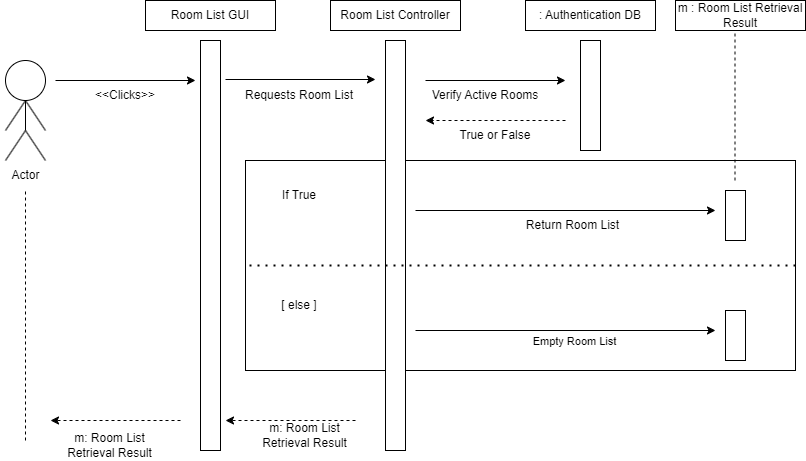 Room List GUI
Room List Controller
: Authentication DB
m : Room List Retrieval
Result
<<Clicks>>
Requests Room List
Verify Active Rooms
True or False
Actor
If True
Return Room List
[ else ]
Empty Room List
m: Room List
Retrieval Result
m: Room List
Retrieval Result